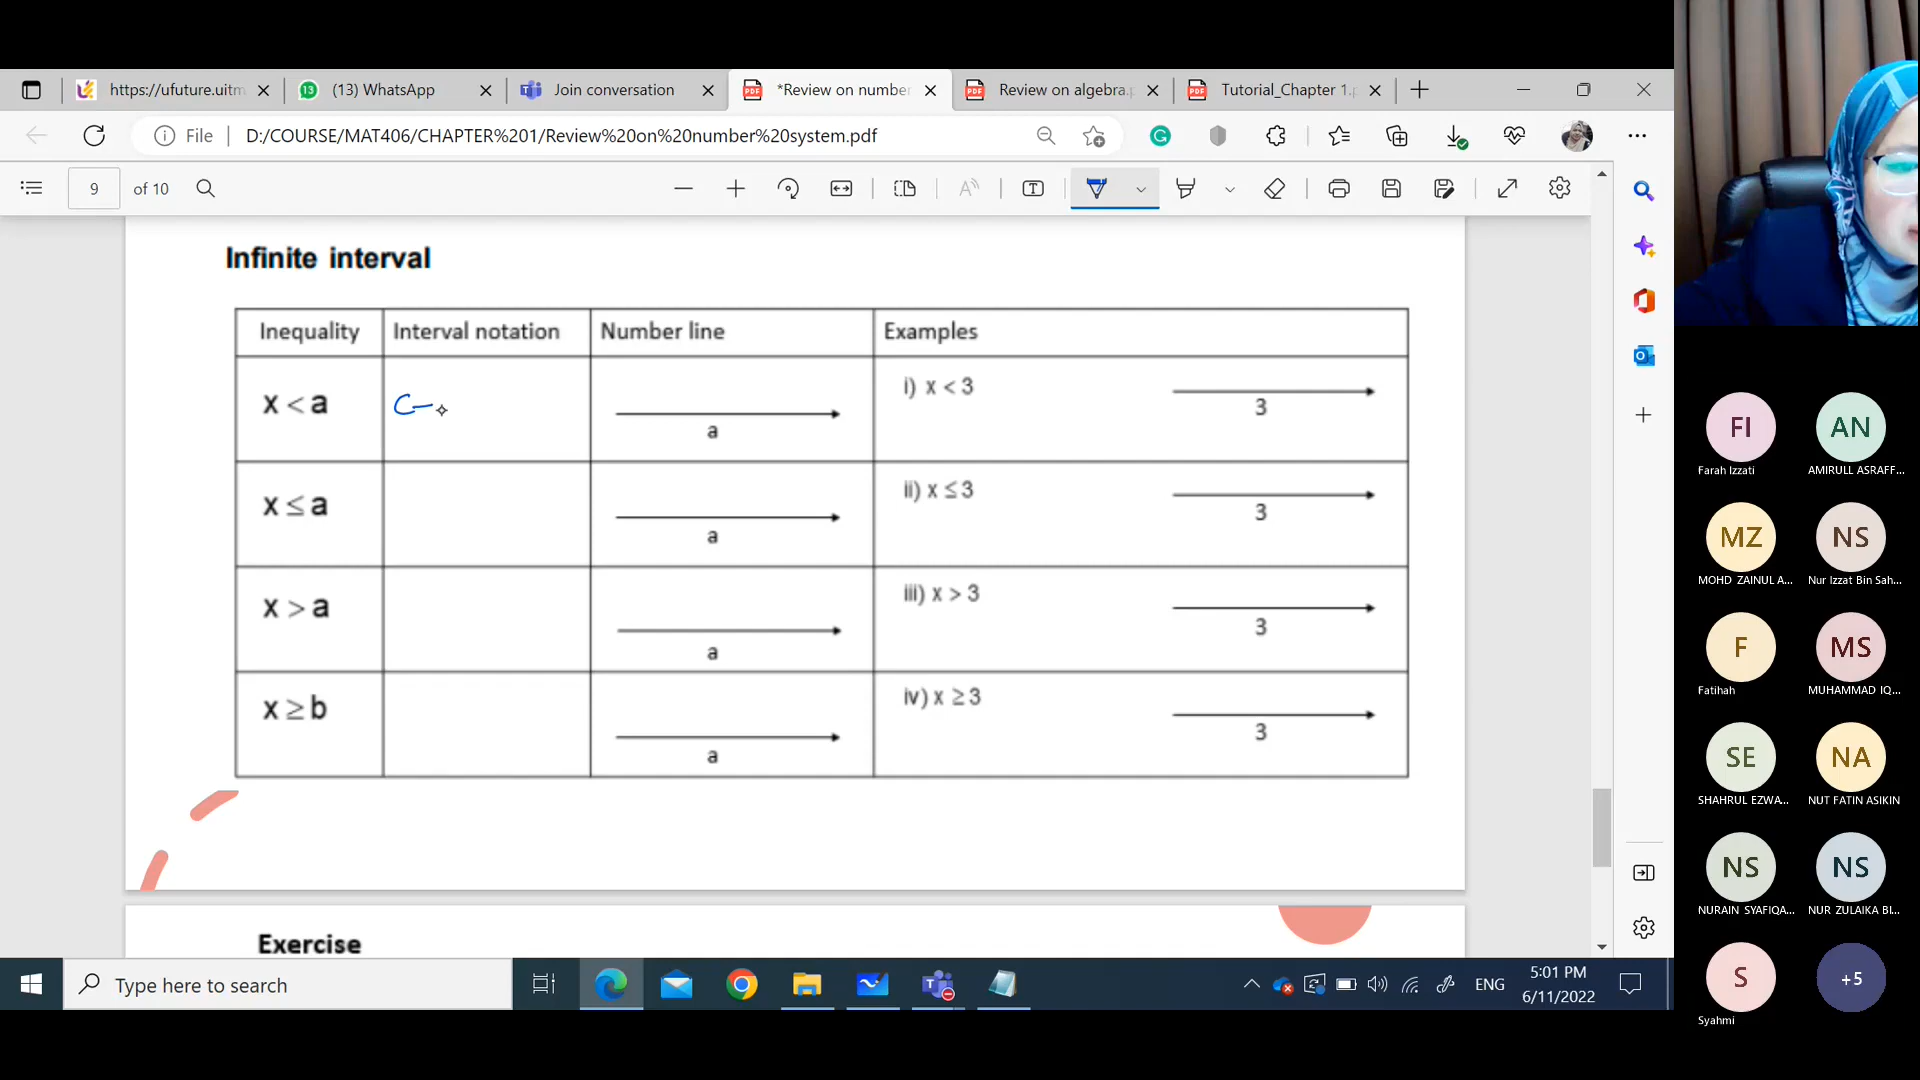 https://ufuture.uitm
(13) WhatsApp
Join conversation
*Review on number
Review on algebra.p
Tutorial_Chapter 1.p
File
D:/COURSE/MAT406/CHAPTER%201/Review%20on%20number%20system.pdf
9 of 10
Infinite interval
Inequality Interval notation Number line Examples
x < a (- a i) x < 3 3
x ≤ a a ii) x ≤ 3 3
x > a a iii) x > 3 3
x ≥ b a iv) x ≥ 3 3
Exercise
FI AN
Farah Izzati AMIRULL ASRAFF...
MZ NS
MOHD ZAINUL A... Nur Izzat Bin Sah...
F MS
Fatihah MUHAMMAD IQ...
SE NA
SHAHRUL EZWA... NUT FATIN ASIKIN
NS NS
NURAIN SYAFIQA... NUR ZULAIKA BI...
S +5
Syahmi
Type here to search
ENG
5:01 PM
6/11/2022